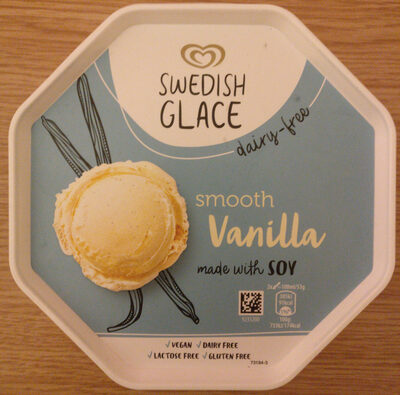 SWEDISH
GLACE
dairy-free
smooth
Vanilla
made with SOY
✓ VEGAN ✓ DAIRY FREE
✓ LACTOSE FREE ✓ GLUTEN FREE